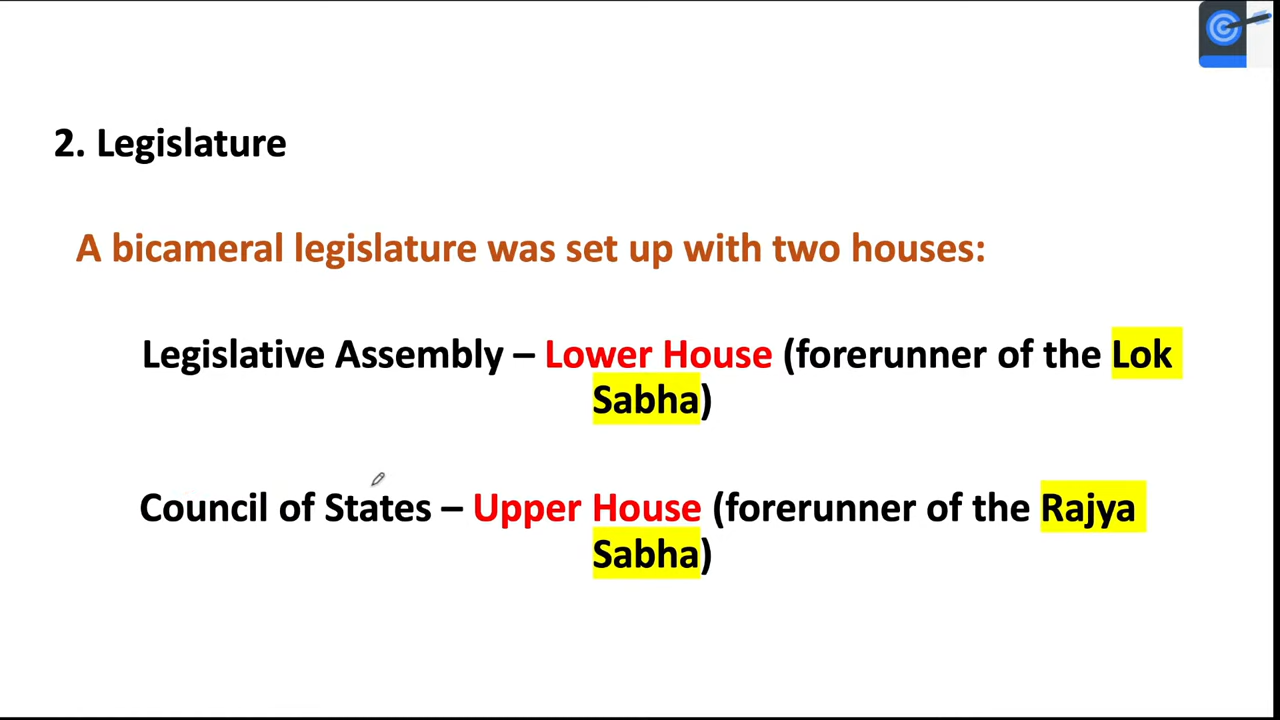 2. Legislature
A bicameral legislature was set up with two houses:
Legislative Assembly – Lower House (forerunner of the Lok
Sabha)
Council of States – Upper House (forerunner of the Rajya
Sabha)